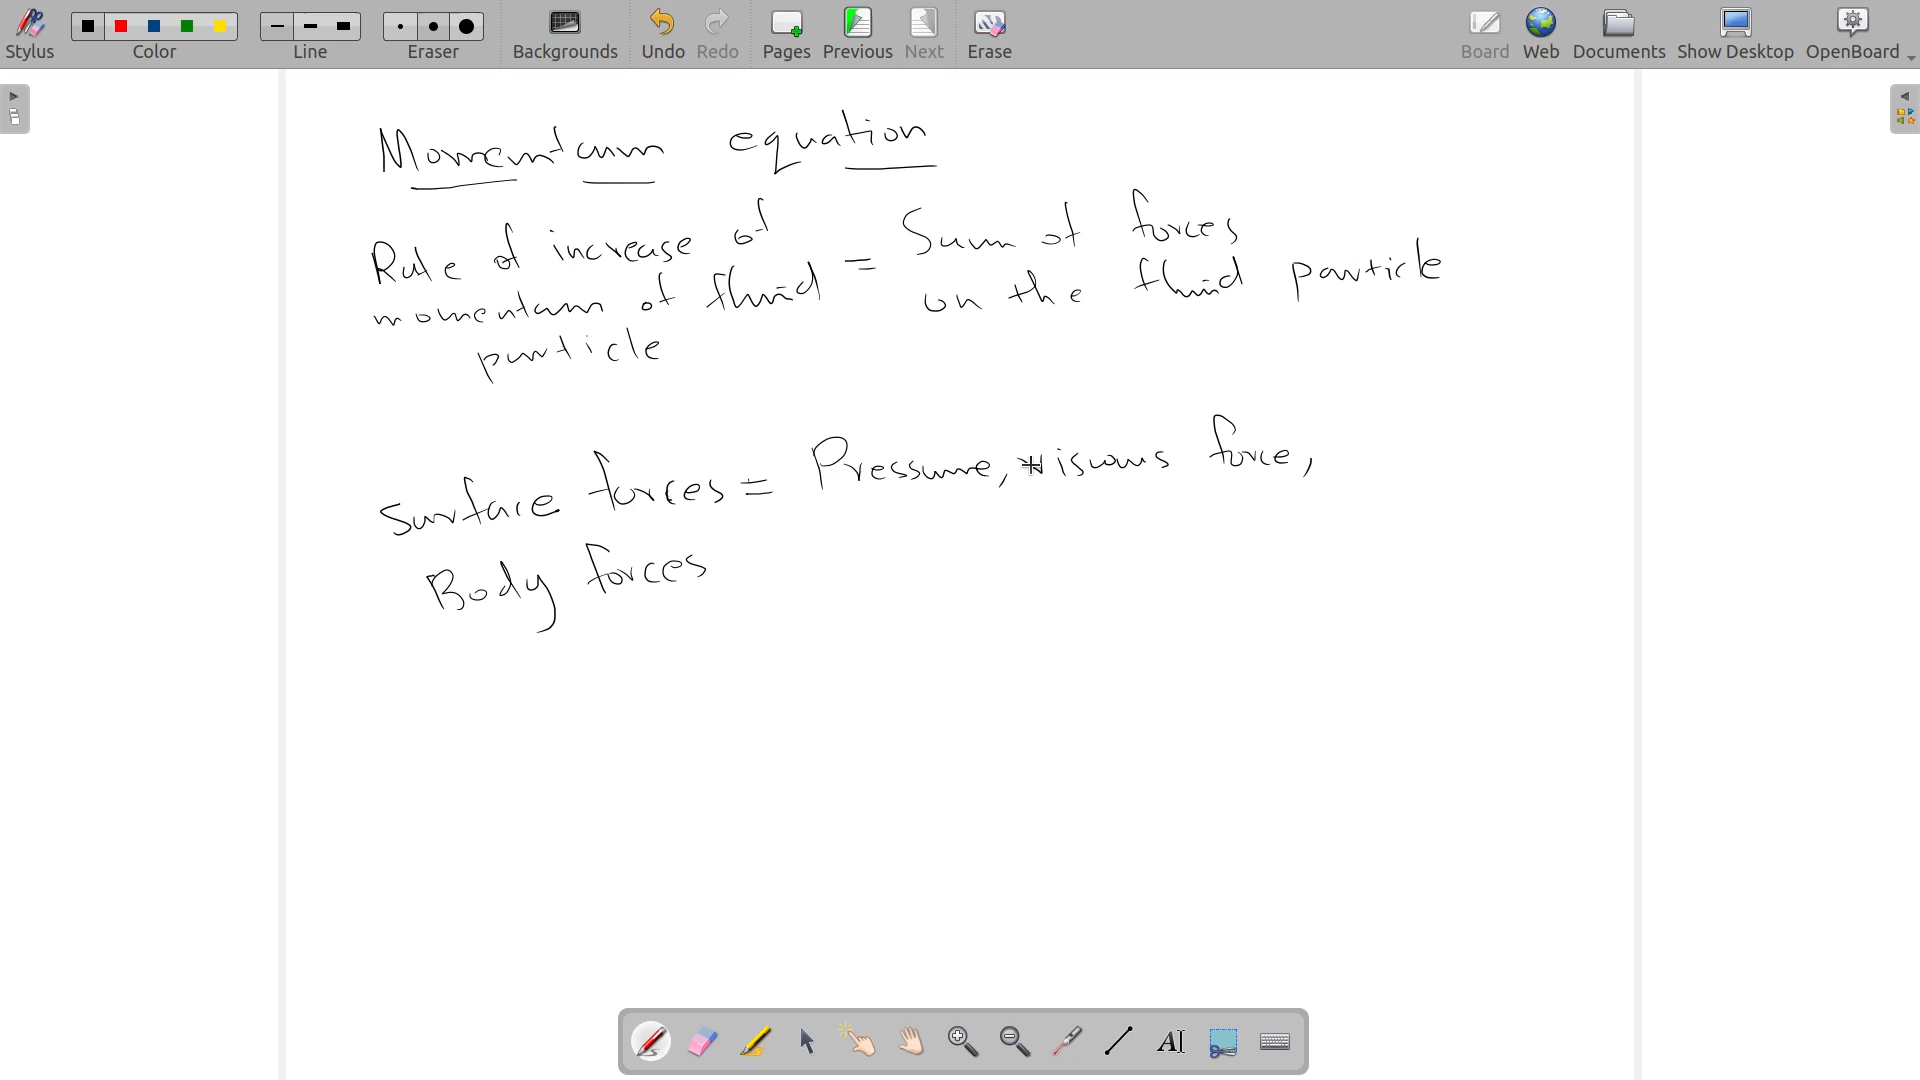 Stylus Color Line Eraser Backgrounds Undo Redo Pages Previous Next Erase Board Web Documents Show Desktop OpenBoard
Momentum equation
Rate of increase of
momentum of fluid
particle
= Sum of forces
on the fluid particle
Surface forces = Pressure, viscous force,
Body forces